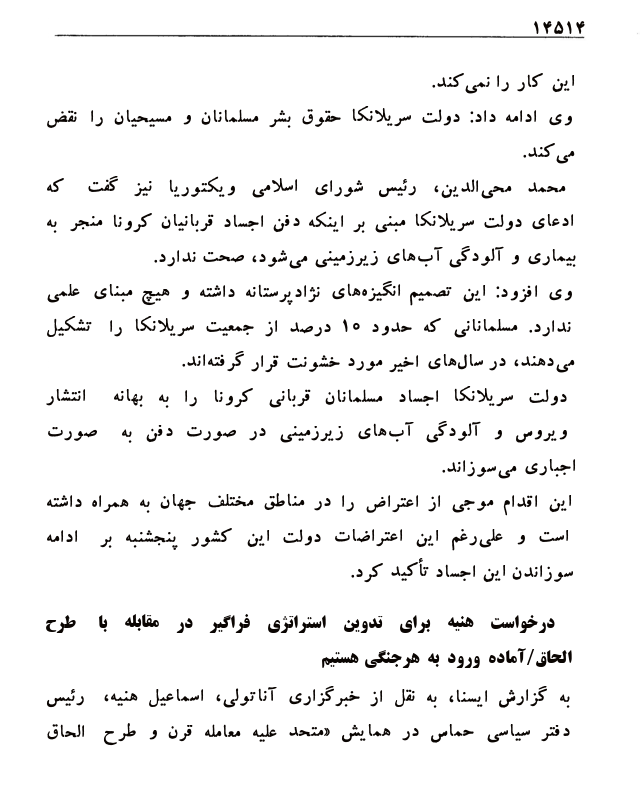 ۱۴۵۱۴
این کار را نمی‌کند.
وی ادامه داد: دولت سریلانکا حقوق بشر مسلمانان و مسیحیان را نقض
می‌کند.
محمد محی‌الدین، رئیس شورای اسلامی ویکتوریا نیز گفت که
ادعای دولت سریلانکا مبنی بر اینکه دفن اجساد قربانیان کرونا منجر به
بیماری و آلودگی آب‌های زیرزمینی می‌شود، صحت ندارد.
وی افزود: این تصمیم انگیزه‌های نژادپرستانه داشته و هیچ مبنای علمی
ندارد. مسلمانانی که حدود ۱۰ درصد از جمعیت سریلانکا را تشکیل
می‌دهند، در سال‌های اخیر مورد خشونت قرار گرفته‌اند.
دولت سریلانکا اجساد مسلمانان قربانی کرونا را به بهانه انتشار
ویروس و آلودگی آب‌های زیرزمینی در صورت دفن به صورت
اجباری می‌سوزاند.
این اقدام موجی از اعتراض را در مناطق مختلف جهان به همراه داشته
است و علی‌رغم این اعتراضات دولت این کشور پنجشنبه بر ادامه
سوزاندن این اجساد تأکید کرد.
درخواست هنیه برای تدوین استراتژی فراگیر در مقابله با طرح
الحاق/آماده ورود به هرجنگی هستیم
به گزارش ایسنا، به نقل از خبرگزاری آناتولی، اسماعیل هنیه، رئیس
دفتر سیاسی حماس در همایش «متحد علیه معامله قرن و طرح الحاق